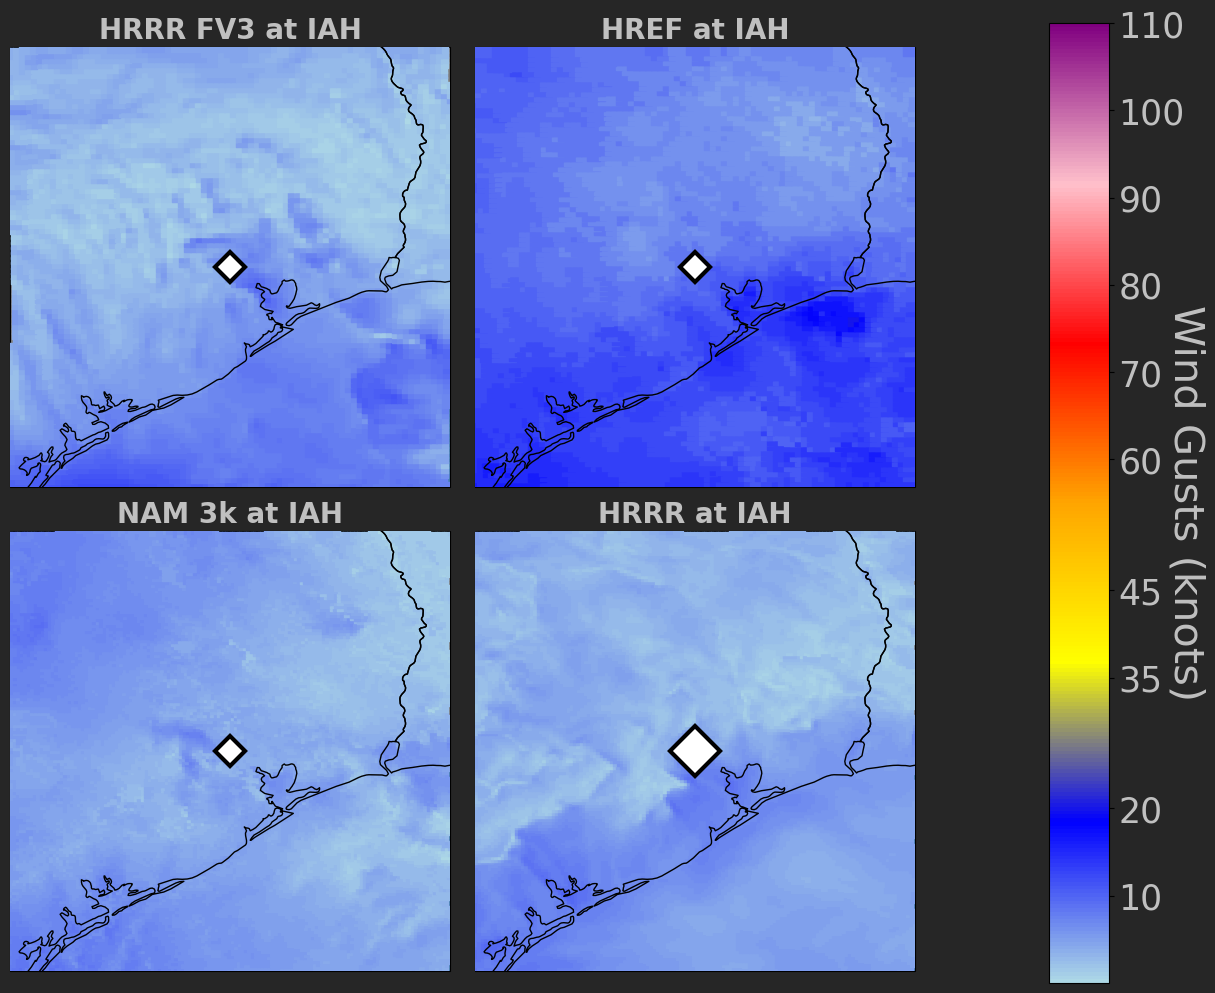 HRRR FV3 at IAH
HREF at IAH
NAM 3k at IAH
HRRR at IAH
110
100
90
80
70
60
45
35
20
10
Wind Gusts (knots)